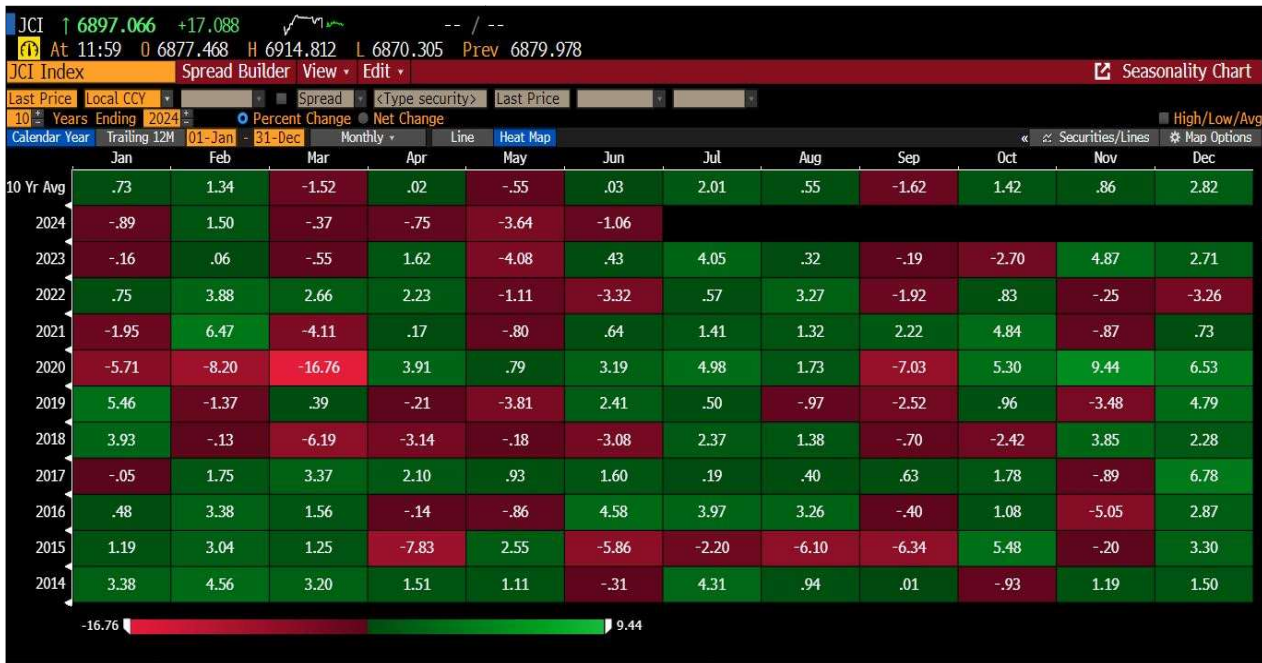 JCI ↑ 6897.066 +17.088 -- / --
At 11:59 O 6877.468 H 6914.812 L 6870.305 Prev 6879.978
JCI Index Spread Builder View Edit Seasonality Chart
Last Price Local CCY Spread <Type security> Last Price
10 Years Ending 2024 Percent Change Net Change High/Low/Avg
Calendar Year Trailing 12M 01-Jan - 31-Dec Monthly Line Heat Map « Securities/Lines Map Options
Jan Feb Mar Apr May Jun Jul Aug Sep Oct Nov Dec
10 Yr Avg .73 1.34 -1.52 .02 -.55 .03 2.01 .55 -1.62 1.42 .86 2.82
2024 -.89 1.50 -.37 -.75 -3.64 -1.06
2023 -.16 .06 -.55 1.62 -4.08 .43 4.05 .32 -.19 -2.70 4.87 2.71
2022 .75 3.88 2.66 2.23 -1.11 -3.32 .57 3.27 -1.92 .83 -.25 -3.26
2021 -1.95 6.47 -4.11 .17 -.80 .64 1.41 1.32 2.22 4.84 -.87 .73
2020 -5.71 -8.20 -16.76 3.91 .79 3.19 4.98 1.73 -7.03 5.30 9.44 6.53
2019 5.46 -1.37 .39 -.21 -3.81 2.41 .50 -.97 -2.52 .96 -3.48 4.79
2018 3.93 -.13 -6.19 -3.14 -.18 -3.08 2.37 1.38 -.70 -2.42 3.85 2.28
2017 -.05 1.75 3.37 2.10 .93 1.60 .19 .40 .63 1.78 -.89 6.78
2016 .48 3.38 1.56 -.14 -.86 4.58 3.97 3.26 -.40 1.08 -5.05 2.87
2015 1.19 3.04 1.25 -7.83 2.55 -5.86 -2.20 -6.10 -6.34 5.48 -.20 3.30
2014 3.38 4.56 3.20 1.51 1.11 -.31 4.31 .94 .01 -.93 1.19 1.50
-16.76 9.44